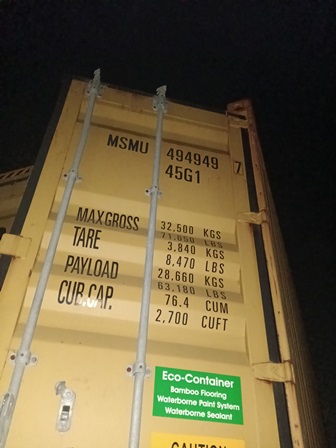 MSMU 494949 7
45G1
MAXGROSS 32,500 KGS
71,650 LBS
TARE 3,840 KGS
8,470 LBS
PAYLOAD 28,660 KGS
63,180 LBS
CUB.CAP. 76.4 CUM
2,700 CUFT
Eco-Container
Bamboo Flooring
Waterborne Paint System
Waterborne Sealant
CAUTION